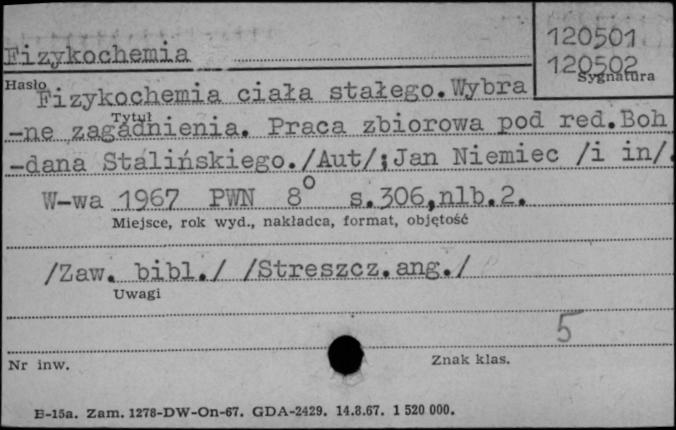 Fizykochemia
120501
120502
Sygnatura
Hasło
Fizykochemia ciała stałego. Wybra
Tytuł
-ne zagadnienia. Praca zbiorowa pod red. Boh
-dana Stalińskiego. /Aut/; Jan Niemiec /i in/.
W-wa 1967 PWN 8° s.306, nlb.2.
Miejsce, rok wyd., nakładca, format, objętość
/Zaw. bibl./ /Streszcz.ang./
Uwagi
5
Nr inw.
Znak klas.
E-15a. Zam. 1278-DW-On-67. GDA-2429. 14.8.67. 1 520 000.